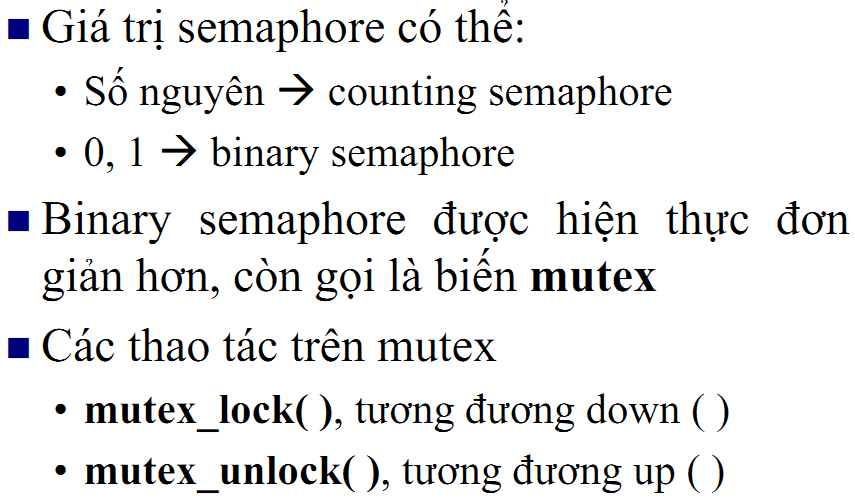 ■ Giá trị semaphore có thể:
• Số nguyên → counting semaphore
• 0, 1 → binary semaphore
■ Binary semaphore được hiện thực đơn
giản hơn, còn gọi là biến mutex
■ Các thao tác trên mutex
• mutex_lock( ), tương đương down ( )
• mutex_unlock( ), tương đương up ( )